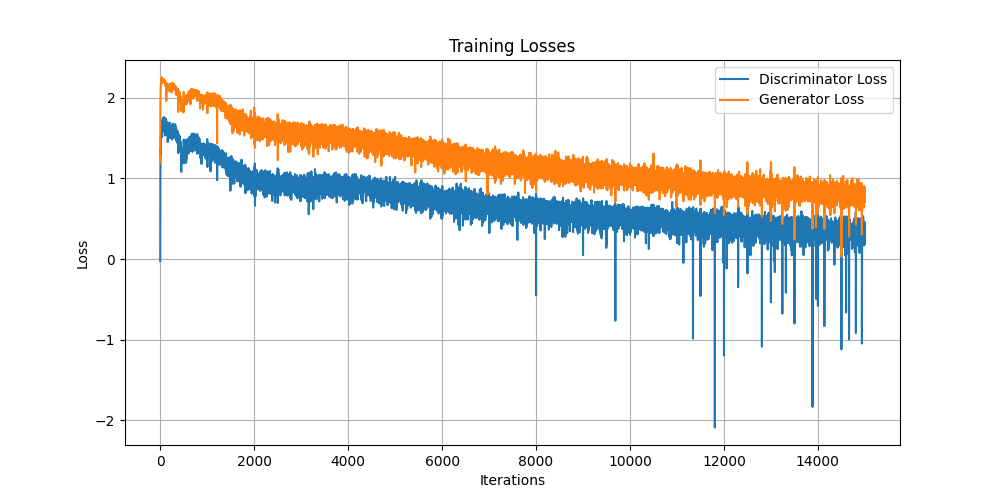 Training Losses
Discriminator Loss
Generator Loss
2
1
0
−1
−2
Loss
0 2000 4000 6000 8000 10000 12000 14000
Iterations